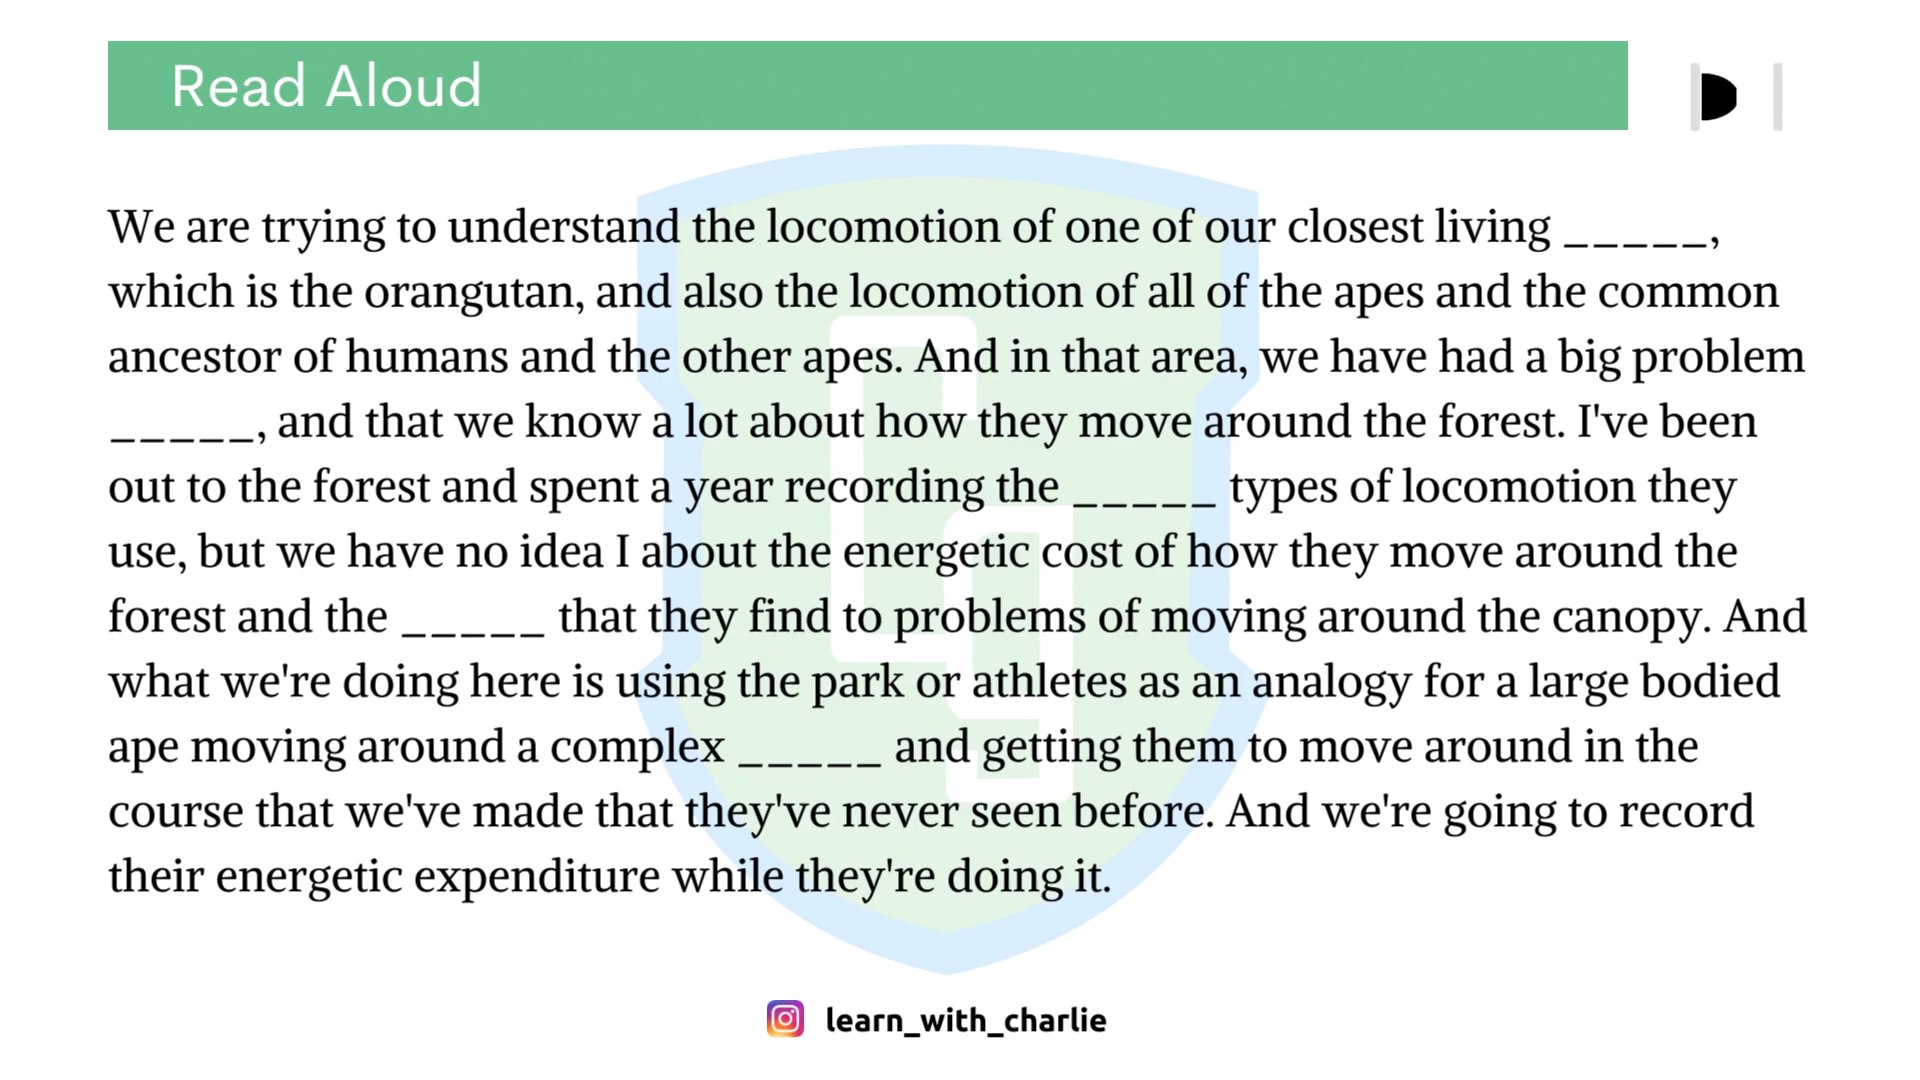 Read Aloud
We are trying to understand the locomotion of one of our closest living _____,
which is the orangutan, and also the locomotion of all of the apes and the common
ancestor of humans and the other apes. And in that area, we have had a big problem
_____, and that we know a lot about how they move around the forest. I've been
out to the forest and spent a year recording the _____ types of locomotion they
use, but we have no idea I about the energetic cost of how they move around the
forest and the _____ that they find to problems of moving around the canopy. And
what we're doing here is using the park or athletes as an analogy for a large bodied
ape moving around a complex _____ and getting them to move around in the
course that we've made that they've never seen before. And we're going to record
their energetic expenditure while they're doing it.
learn_with_charlie